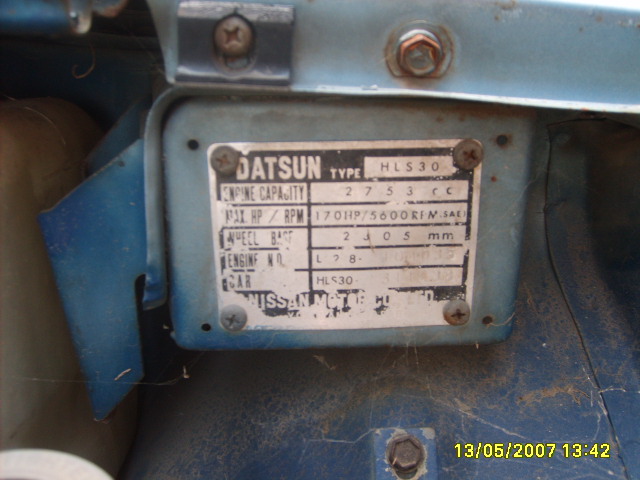 DATSUN TYPE HLS30
ENGINE CAPACITY 2753 cc
MAX. HP / RPM 170HP/5600RPM(SAE)
WHEEL BASE 2305 mm
ENGINE NO. L28-
CAR HLS30-
NISSAN MOTOR CO., LTD.
13/05/2007 13:42